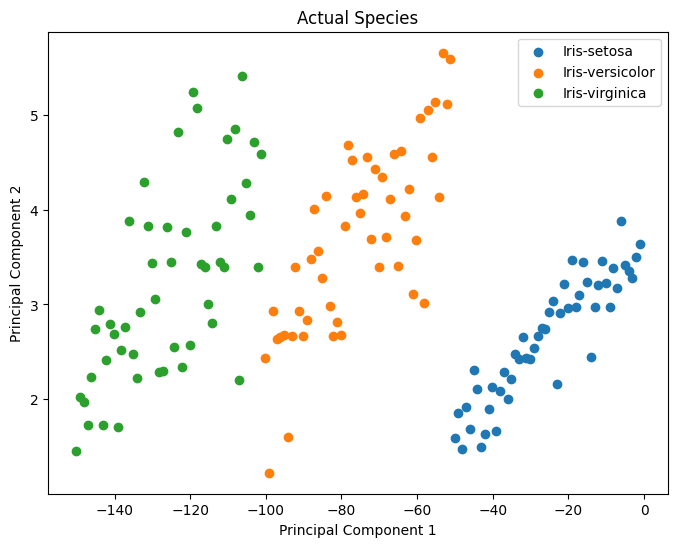 Actual Species
Iris-setosa
Iris-versicolor
Iris-virginica
5
4
3
2
Principal Component 2
−140
−120
−100
−80
−60
−40
−20
0
Principal Component 1